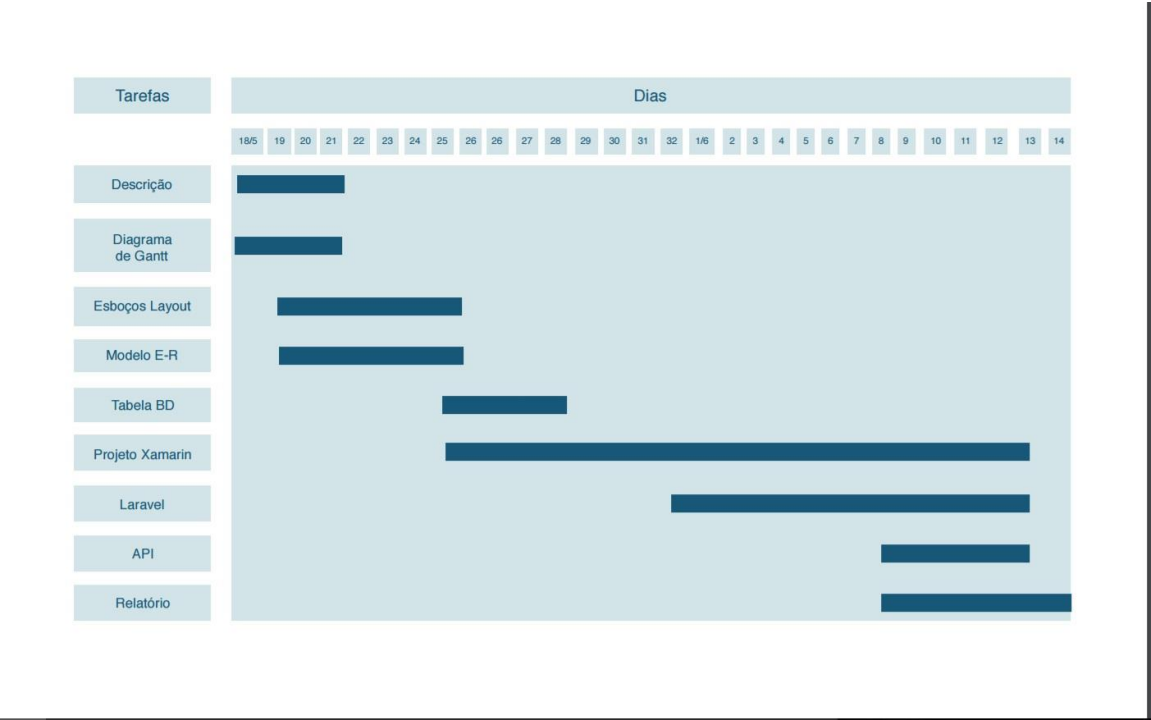 Tarefas
Dias
18/5 19 20 21 22 23 24 25 26 26 27 28 29 30 31 32 1/6 2 3 4 5 6 7 8 9 10 11 12 13 14
Descrição
Diagrama
de Gantt
Esboços Layout
Modelo E-R
Tabela BD
Projeto Xamarin
Laravel
API
Relatório